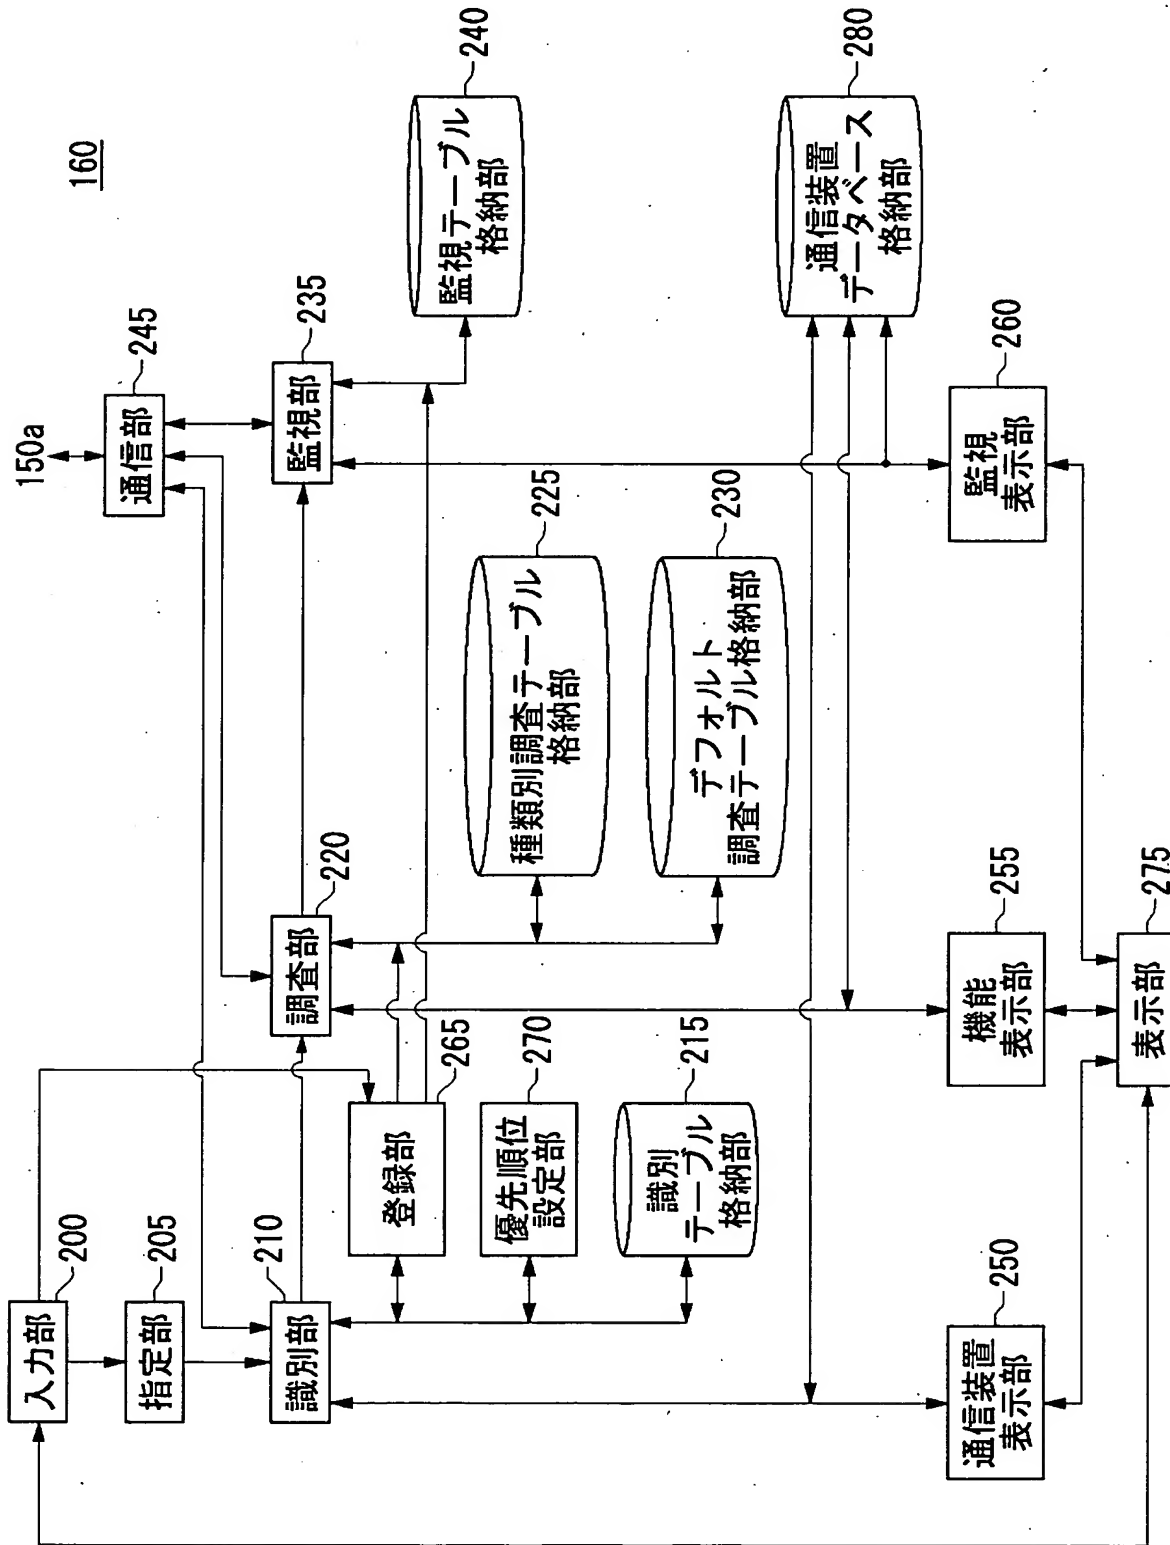 160
150a
入力部
200
指定部
205
識別部
210
登録部
265
優先順位
設定部
270
識別
テーブル
格納部
215
調査部
220
種類別調査テーブル
格納部
225
デフォルト
調査テーブル格納部
230
通信部
245
監視部
235
監視テーブル
格納部
240
通信装置
データベース
格納部
280
通信装置
表示部
250
機能
表示部
255
監視
表示部
260
表示部
275